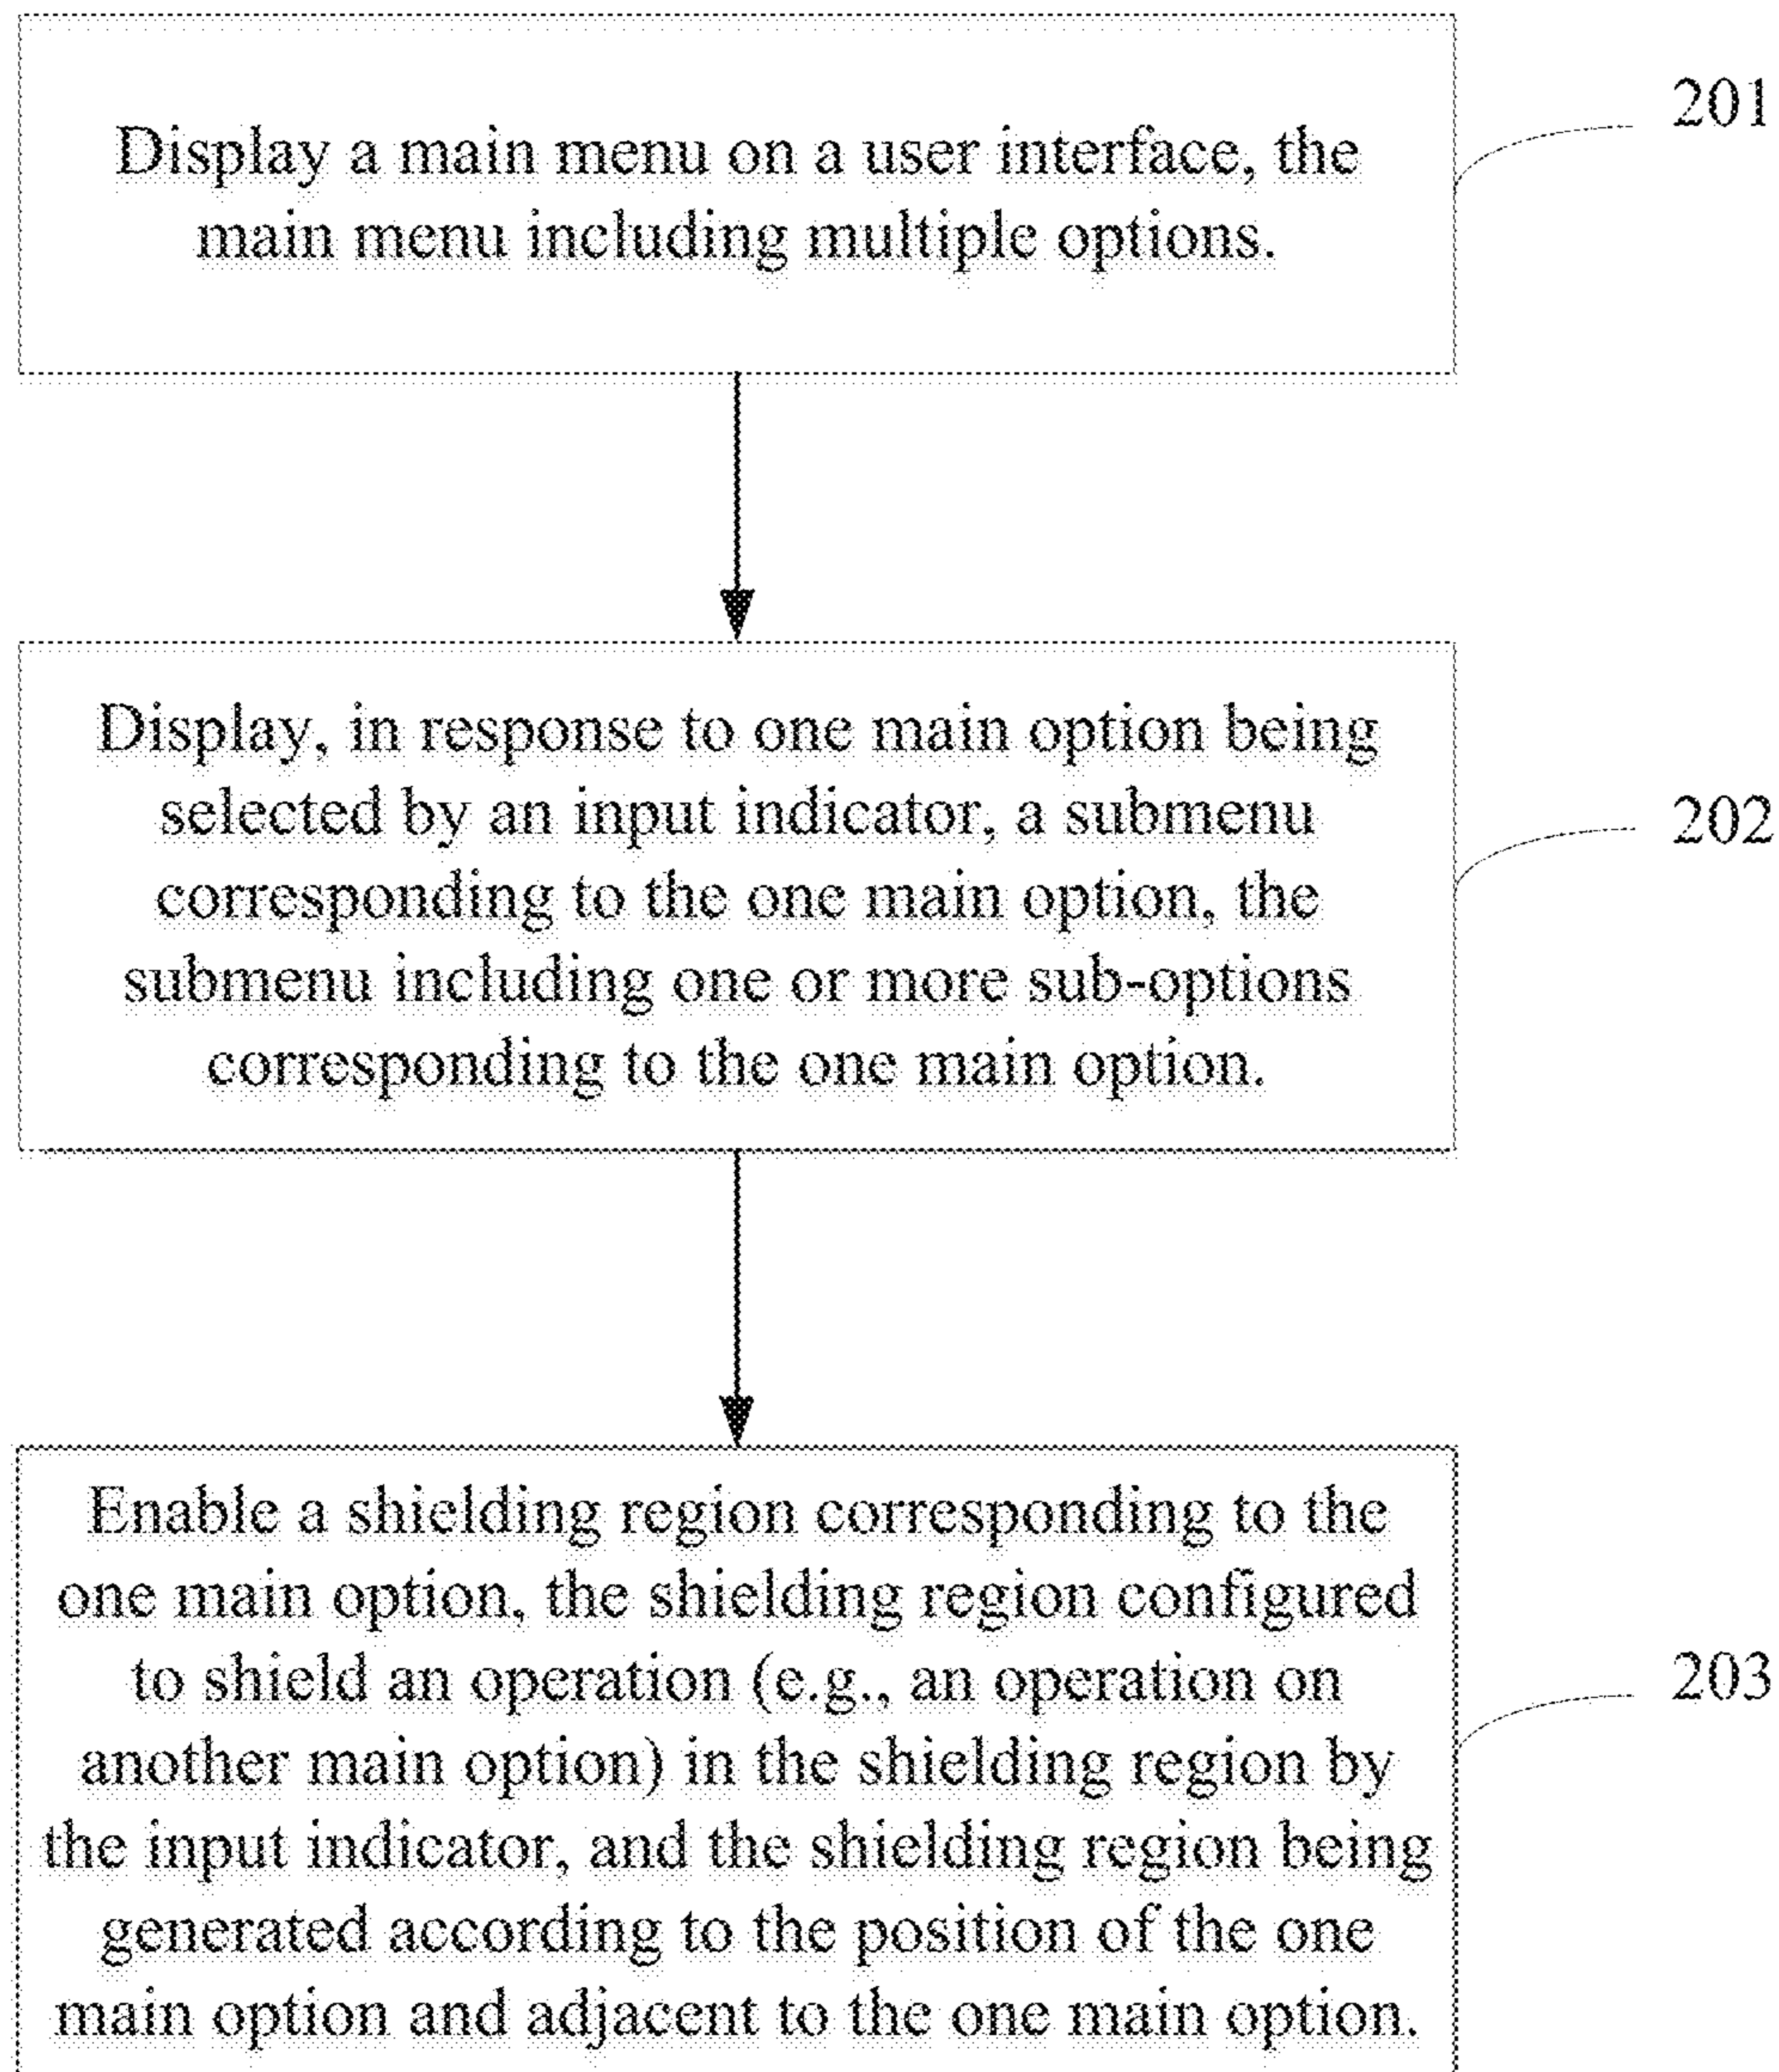 Display a main menu on a user interface, the
main menu including multiple options.
201
Display, in response to one main option being
selected by an input indicator, a submenu
corresponding to the one main option, the
submenu including one or more sub-options
corresponding to the one main option.
202
Enable a shielding region corresponding to the
one main option, the shielding region configured
to shield an operation (e.g., an operation on
another main option) in the shielding region by
the input indicator, and the shielding region being
generated according to the position of the one
main option and adjacent to the one main option.
203